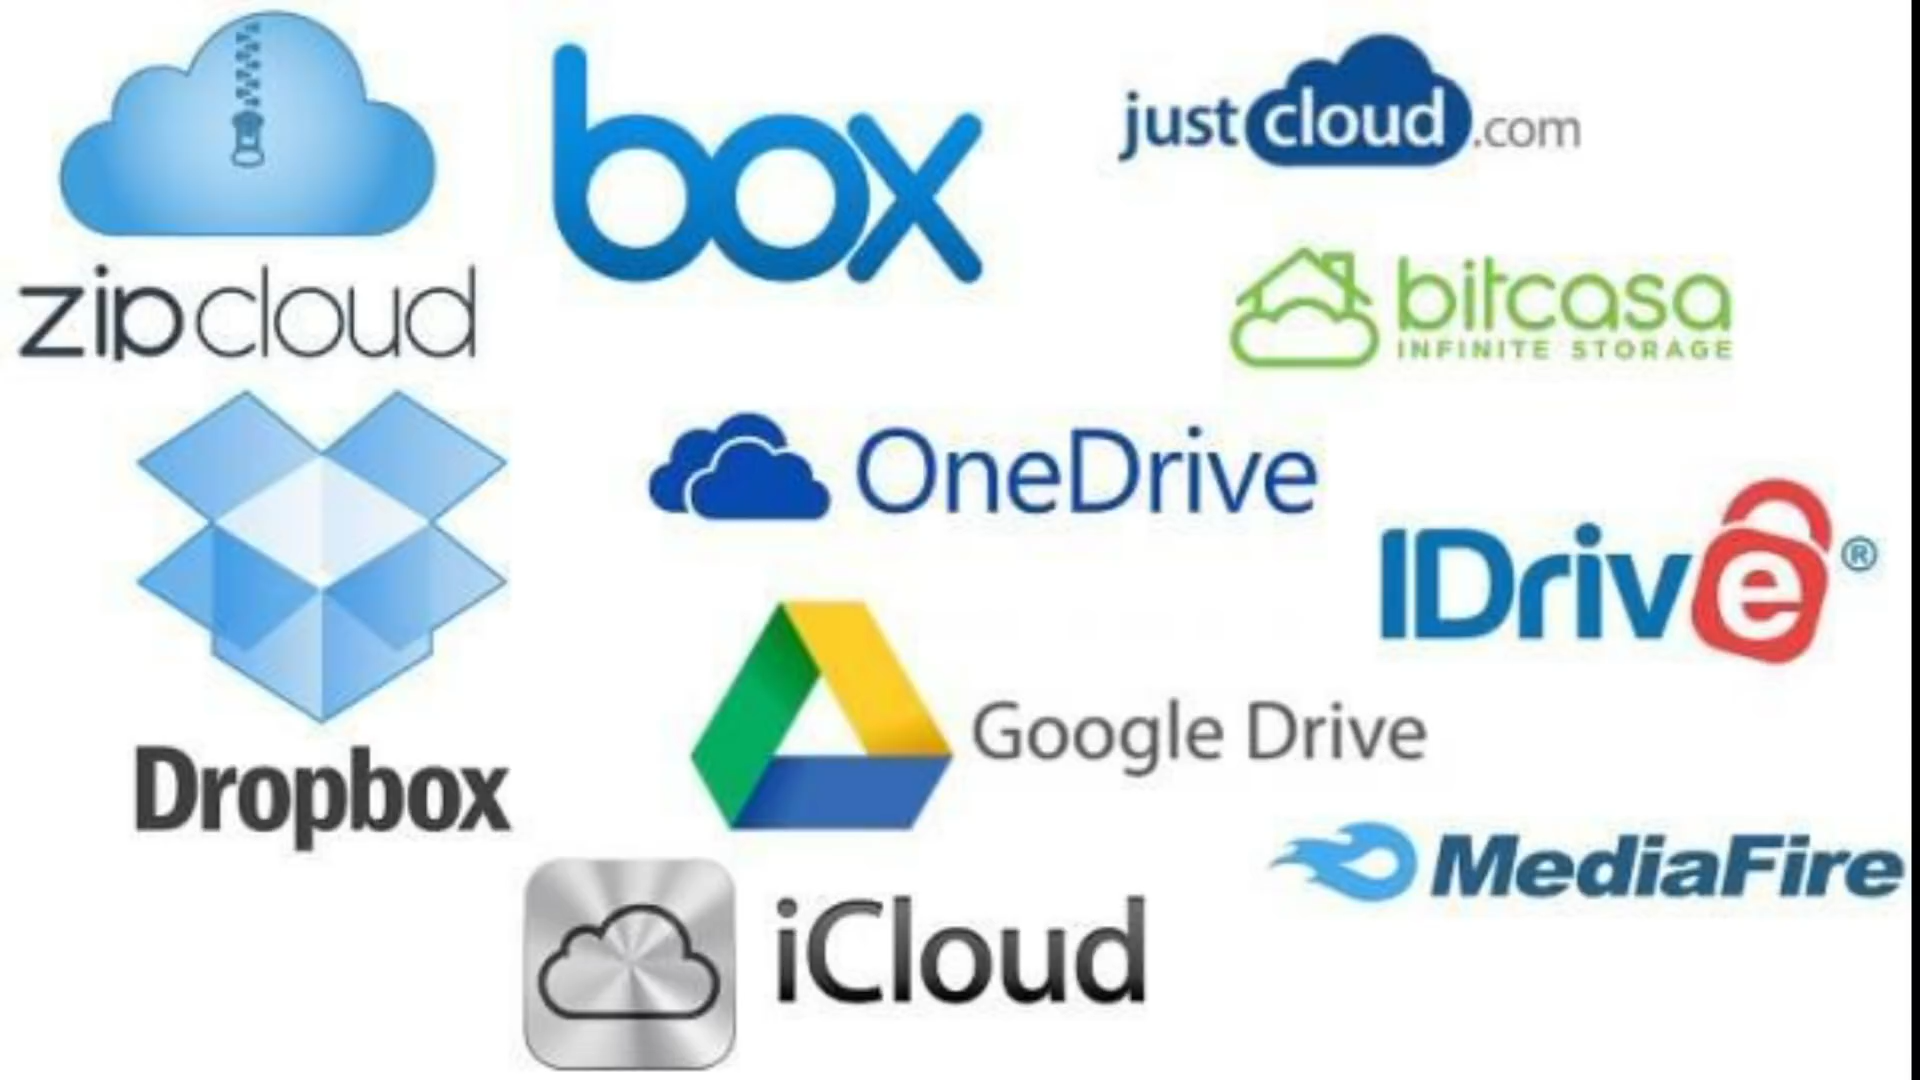 zipcloud
box
justcloud.com
bitcasa
INFINITE STORAGE
Dropbox
OneDrive
IDrive®
Google Drive
MediaFire
iCloud